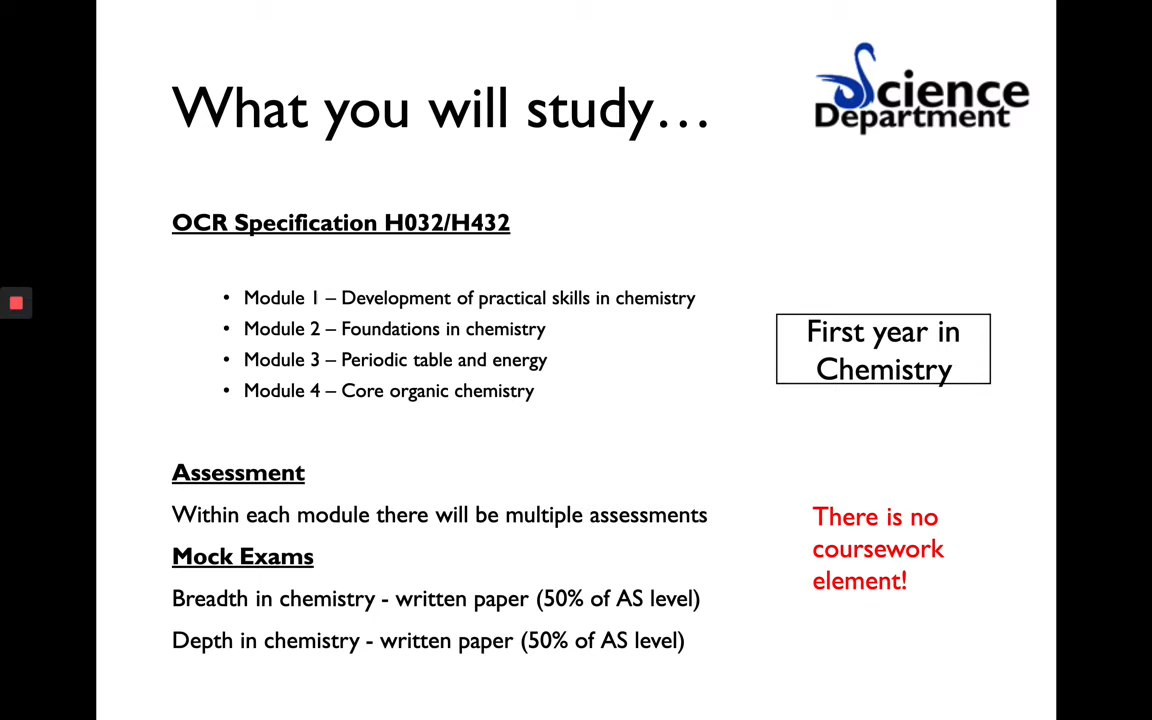 What you will study…
Science
Department
OCR Specification H032/H432
• Module 1 – Development of practical skills in chemistry
• Module 2 – Foundations in chemistry
• Module 3 – Periodic table and energy
• Module 4 – Core organic chemistry
First year in
Chemistry
Assessment
Within each module there will be multiple assessments
Mock Exams
Breadth in chemistry - written paper (50% of AS level)
Depth in chemistry - written paper (50% of AS level)
There is no
coursework
element!